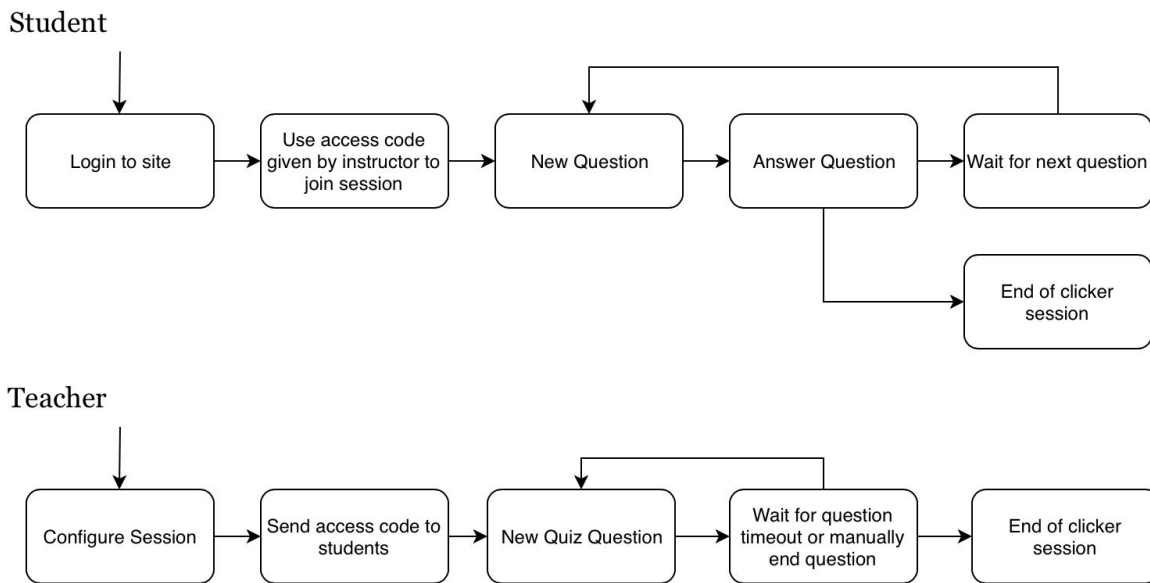 Student
Login to site
Use access code
given by instructor to
join session
New Question
Answer Question
Wait for next question
End of clicker
session
Teacher
Configure Session
Send access code to
students
New Quiz Question
Wait for question
timeout or manually
end question
End of clicker
session